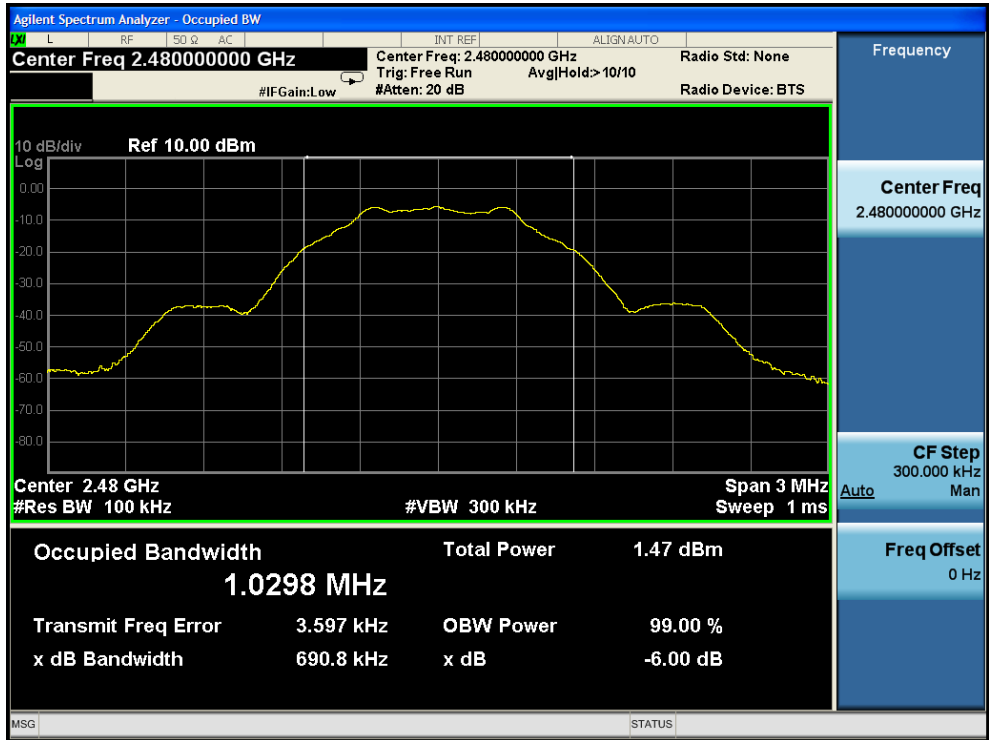 Agilent Spectrum Analyzer - Occupied BW
LXI L RF 50 Ω AC INT REF ALIGN AUTO
Center Freq 2.480000000 GHz
#IFGain:Low
Center Freq: 2.480000000 GHz
Trig: Free Run Avg|Hold:> 10/10
#Atten: 20 dB
Radio Std: None
Radio Device: BTS
10 dB/div Ref 10.00 dBm
Log
0.00
-10.0
-20.0
-30.0
-40.0
-50.0
-60.0
-70.0
-80.0
Center 2.48 GHz Span 3 MHz
#Res BW 100 kHz #VBW 300 kHz Sweep 1 ms
Occupied Bandwidth Total Power 1.47 dBm
1.0298 MHz
Transmit Freq Error 3.597 kHz OBW Power 99.00 %
x dB Bandwidth 690.8 kHz x dB -6.00 dB
Frequency
Center Freq
2.480000000 GHz
CF Step
300.000 kHz
Auto Man
Freq Offset
0 Hz
MSG STATUS